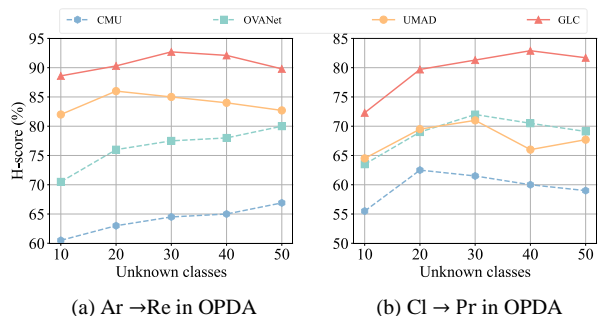 CMU OVANet UMAD GLC
95
90
85
80
75
70
65
60
H-score (%)
10 20 30 40 50
Unknown classes
(a) Ar →Re in OPDA
90
85
80
75
70
65
60
55
50
10 20 30 40 50
Unknown classes
(b) Cl → Pr in OPDA